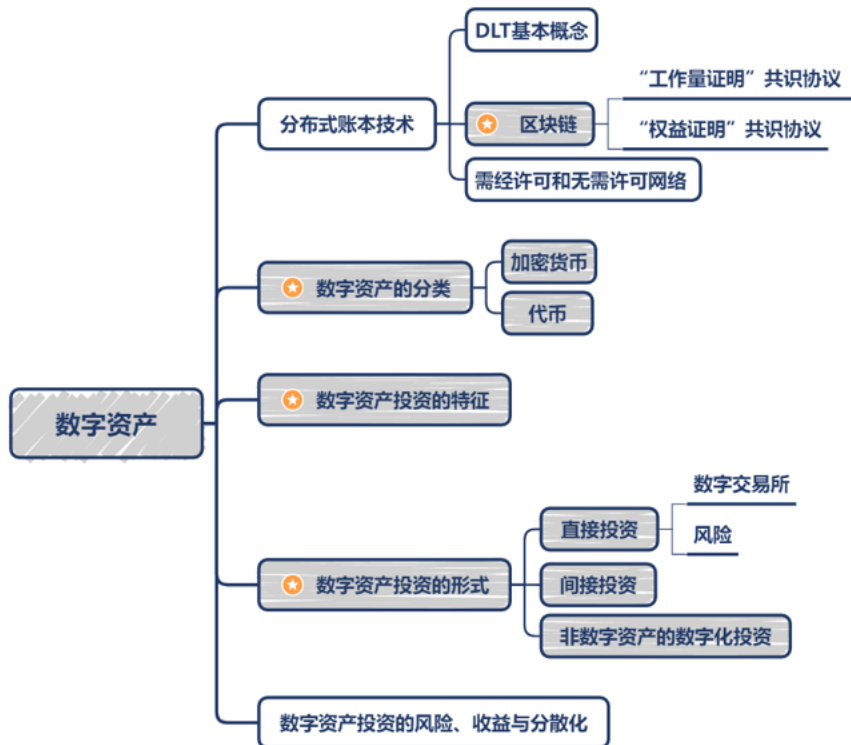 数字资产
分布式账本技术
DLT基本概念
区块链
“工作量证明”共识协议
“权益证明”共识协议
需经许可和无需许可网络
数字资产的分类
加密货币
代币
数字资产投资的特征
数字资产投资的形式
直接投资
数字交易所
风险
间接投资
非数字资产的数字化投资
数字资产投资的风险、收益与分散化